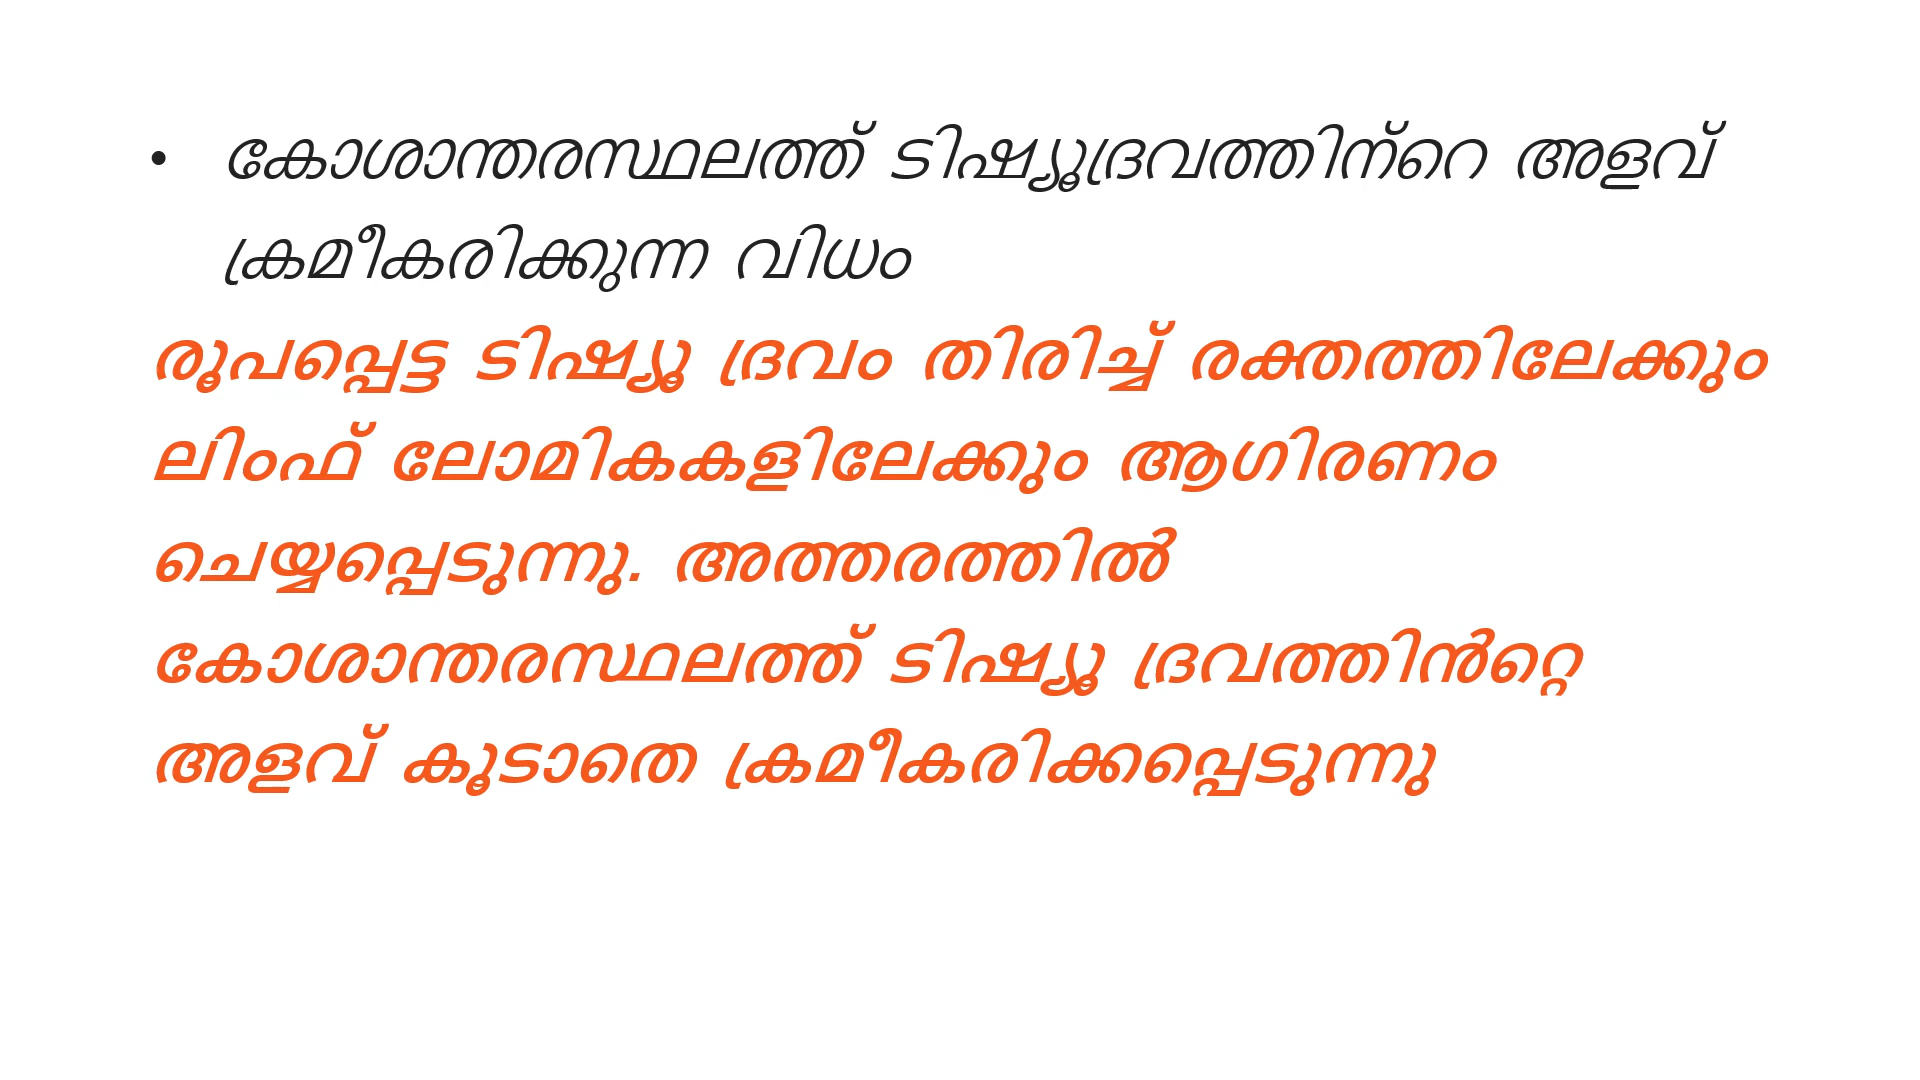 • കോശാന്തരസ്ഥലത്ത് ടിഷ്യൂദ്രവത്തിന്റെ അളവ്
ക്രമീകരിക്കുന്ന വിധം
രൂപപ്പെട്ട ടിഷ്യൂ ദ്രവം തിരിച്ച് രക്തത്തിലേക്കും
ലിംഫ് ലോമികകളിലേക്കും ആഗിരണം
ചെയ്യപ്പെടുന്നു. അത്തരത്തിൽ
കോശാന്തരസ്ഥലത്ത് ടിഷ്യൂ ദ്രവത്തിൻറ്റെ
അളവ് കൂടാതെ ക്രമീകരിക്കപ്പെടുന്നു